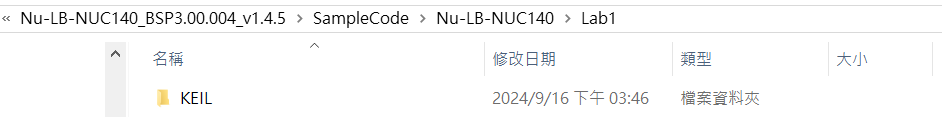 « Nu-LB-NUC140_BSP3.00.004_v1.4.5 > SampleCode > Nu-LB-NUC140 > Lab1
名稱 修改日期 類型 大小
KEIL 2024/9/16 下午 03:46 檔案資料夾